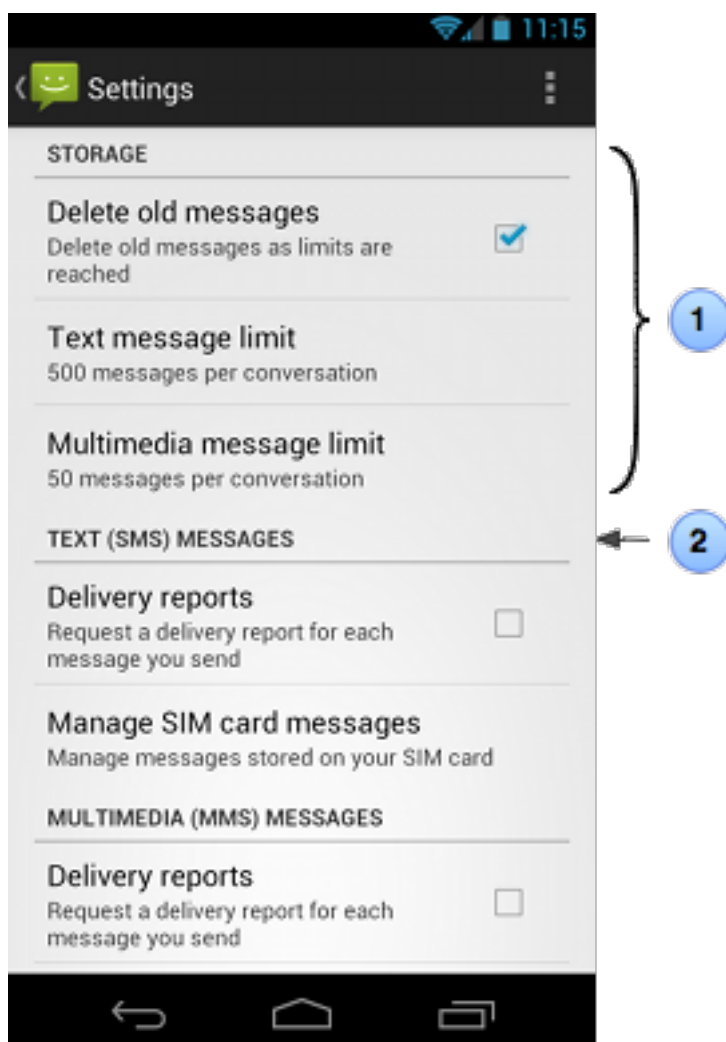 11:15
Settings
STORAGE
Delete old messages
Delete old messages as limits are
reached
1
Text message limit
500 messages per conversation
Multimedia message limit
50 messages per conversation
TEXT (SMS) MESSAGES
2
Delivery reports
Request a delivery report for each
message you send
Manage SIM card messages
Manage messages stored on your SIM card
MULTIMEDIA (MMS) MESSAGES
Delivery reports
Request a delivery report for each
message you send